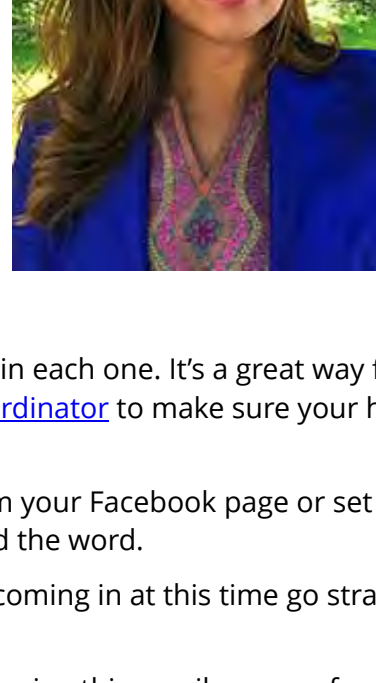 in each one. It’s a great way
rdinator to make sure your
your Facebook page or set
the word.
coming in at this time go